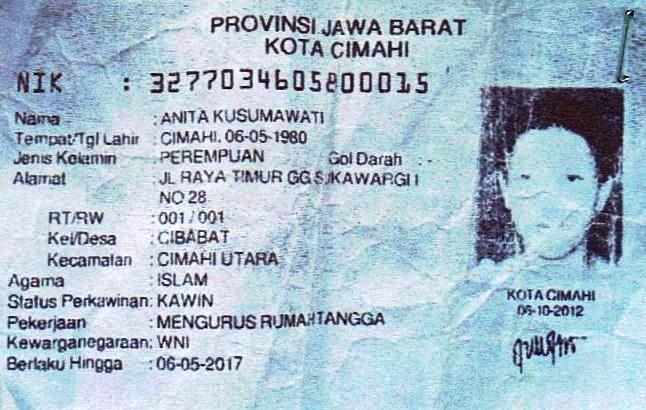 PROVINSI JAWA BARAT
KOTA CIMAHI
NIK : 3277034605800015
Nama : ANITA KUSUMAWATI
Tempat/Tgl Lahir : CIMAHI, 06-05-1980
Jenis Kelamin : PEREMPUAN Gol Darah : -
Alamat : JL RAYA TIMUR GG SUKAWARGI I
NO 28
RT/RW : 001/001
Kel/Desa : CIBABAT
Kecamatan : CIMAHI UTARA
Agama : ISLAM
Status Perkawinan: KAWIN
Pekerjaan : MENGURUS RUMAH TANGGA
Kewarganegaraan: WNI
Berlaku Hingga : 06-05-2017
KOTA CIMAHI
06-10-2012